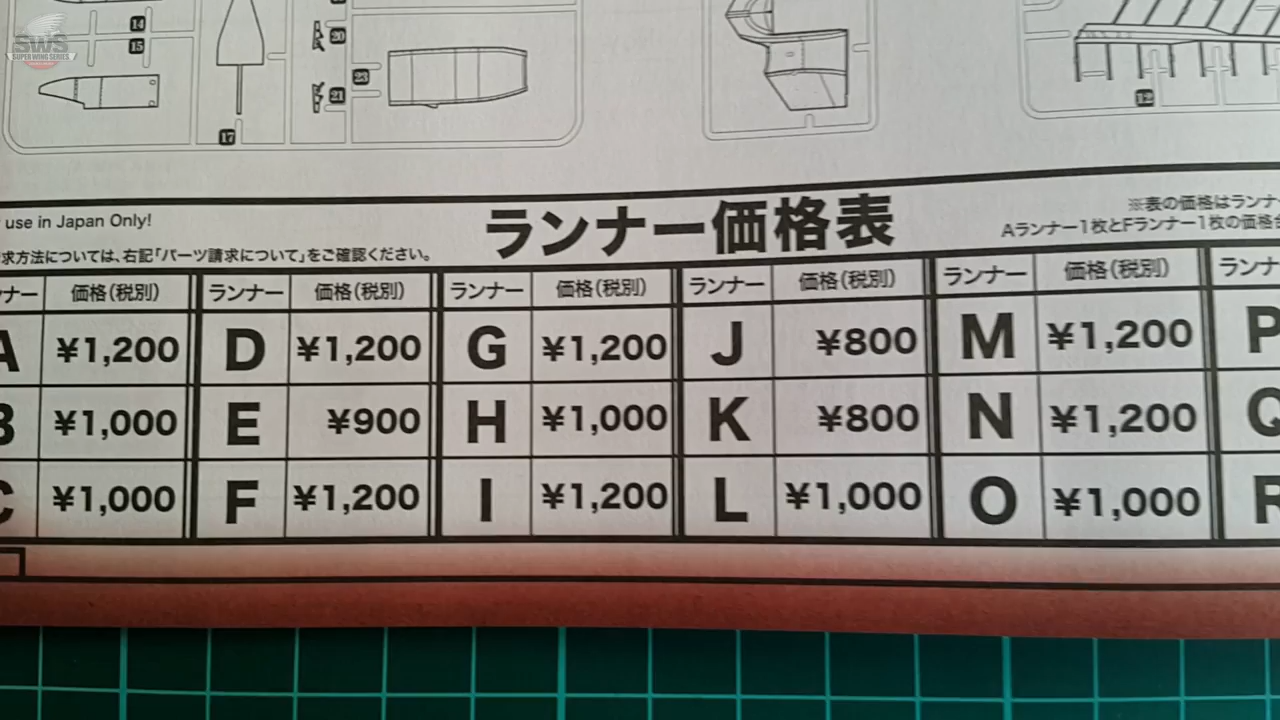 SWS
SUPER WING SERIES
14
15
17
20
21
23
12
use in Japan Only!
ランナー価格表
※表の価格はランナ
求方法については、右記「パーツ請求について」をご確認ください。
Aランナー1枚とFランナー1枚の価格
ナー 価格(税別) ランナー 価格(税別) ランナー 価格(税別) ランナー 価格(税別) ランナー 価格(税別) ランナ
A ¥1,200 D ¥1,200 G ¥1,200 J ¥800 M ¥1,200 P
B ¥1,000 E ¥900 H ¥1,000 K ¥800 N ¥1,200 Q
C ¥1,000 F ¥1,200 I ¥1,200 L ¥1,000 O ¥1,000 R